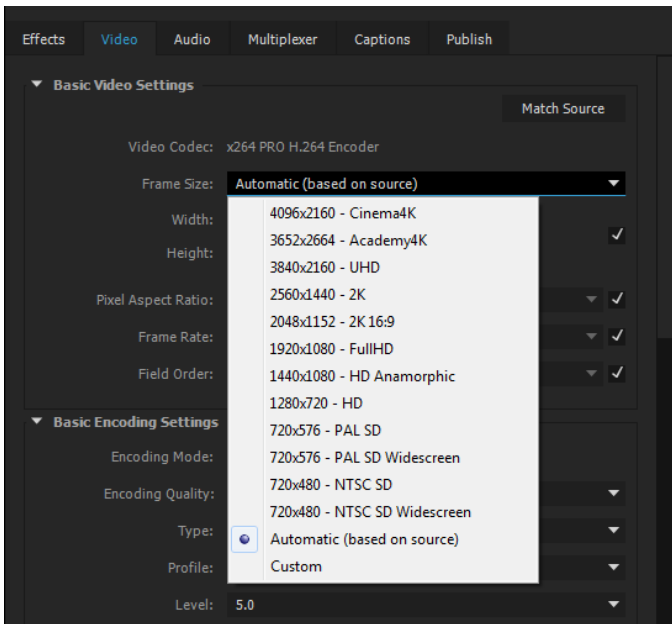 Effects Video Audio Multiplexer Captions Publish
Basic Video Settings
Match Source
Video Codec: x264 PRO H.264 Encoder
Frame Size: Automatic (based on source)
Width:
Height:
Pixel Aspect Ratio:
Frame Rate:
Field Order:
4096x2160 - Cinema4K
3652x2664 - Academy4K
3840x2160 - UHD
2560x1440 - 2K
2048x1152 - 2K 16:9
1920x1080 - FullHD
1440x1080 - HD Anamorphic
1280x720 - HD
720x576 - PAL SD
720x576 - PAL SD Widescreen
720x480 - NTSC SD
720x480 - NTSC SD Widescreen
Automatic (based on source)
Custom
Basic Encoding Settings
Encoding Mode:
Encoding Quality:
Type:
Profile:
Level: 5.0